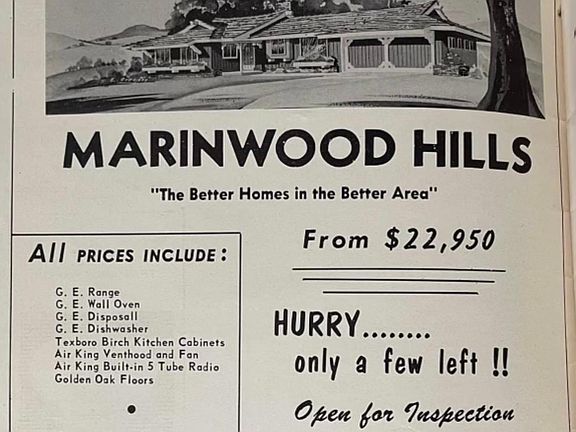 MARINWOOD HILLS
"The Better Homes in the Better Area"
All PRICES INCLUDE:
G. E. Range
G. E. Wall Oven
G. E. Disposall
G. E. Dishwasher
Texboro Birch Kitchen Cabinets
Air King Venthood and Fan
Air King Built-in 5 Tube Radio
Golden Oak Floors
From $22,950
HURRY........
only a few left !!
Open for Inspection